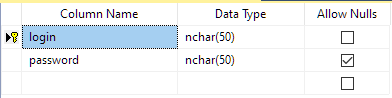 Column Name Data Type Allow Nulls
login nchar(50)
password nchar(50)